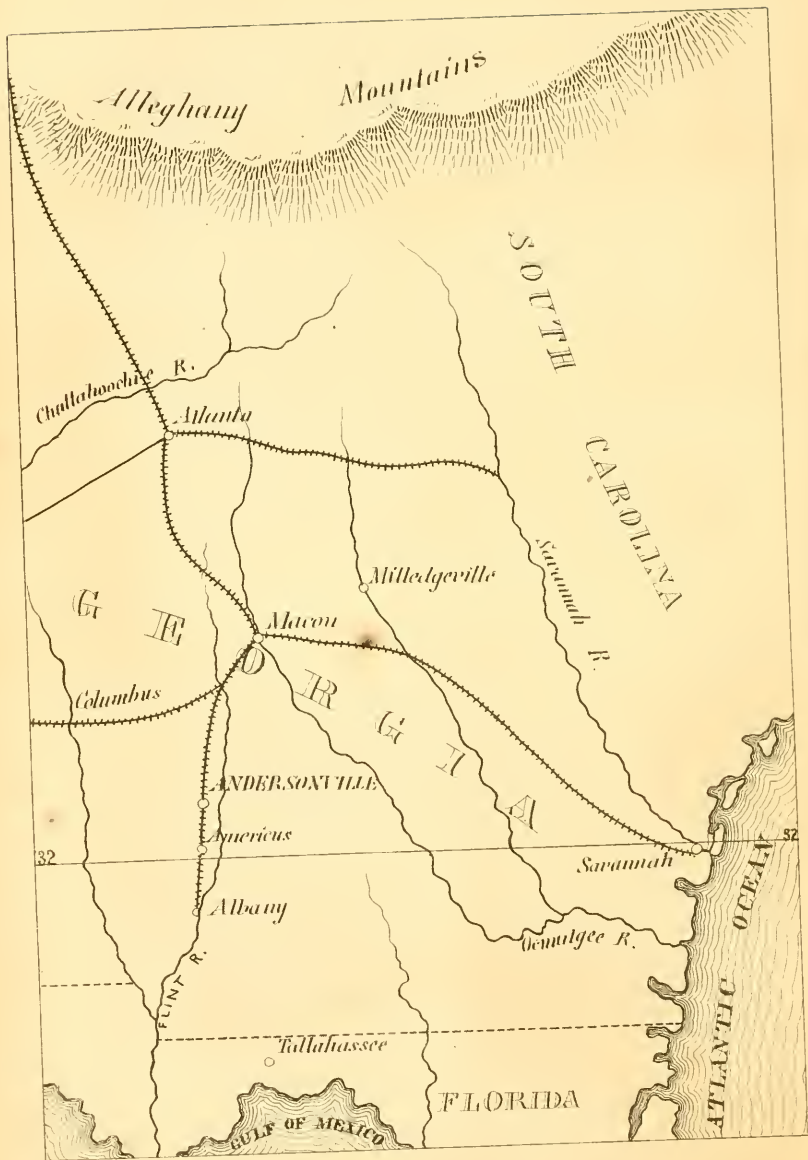 Alleghany Mountains
SOUTH CAROLINA
Chattahoochie R.
Atlanta
Milledgeville
Savannah R.
GEORGIA
Macon
Columbus
ANDERSONVILLE
Americus
32
32
Savannah
Albany
Ocmulgee R.
FLINT R.
ATLANTIC OCEAN
Tallahassee
FLORIDA
GULF OF MEXICO